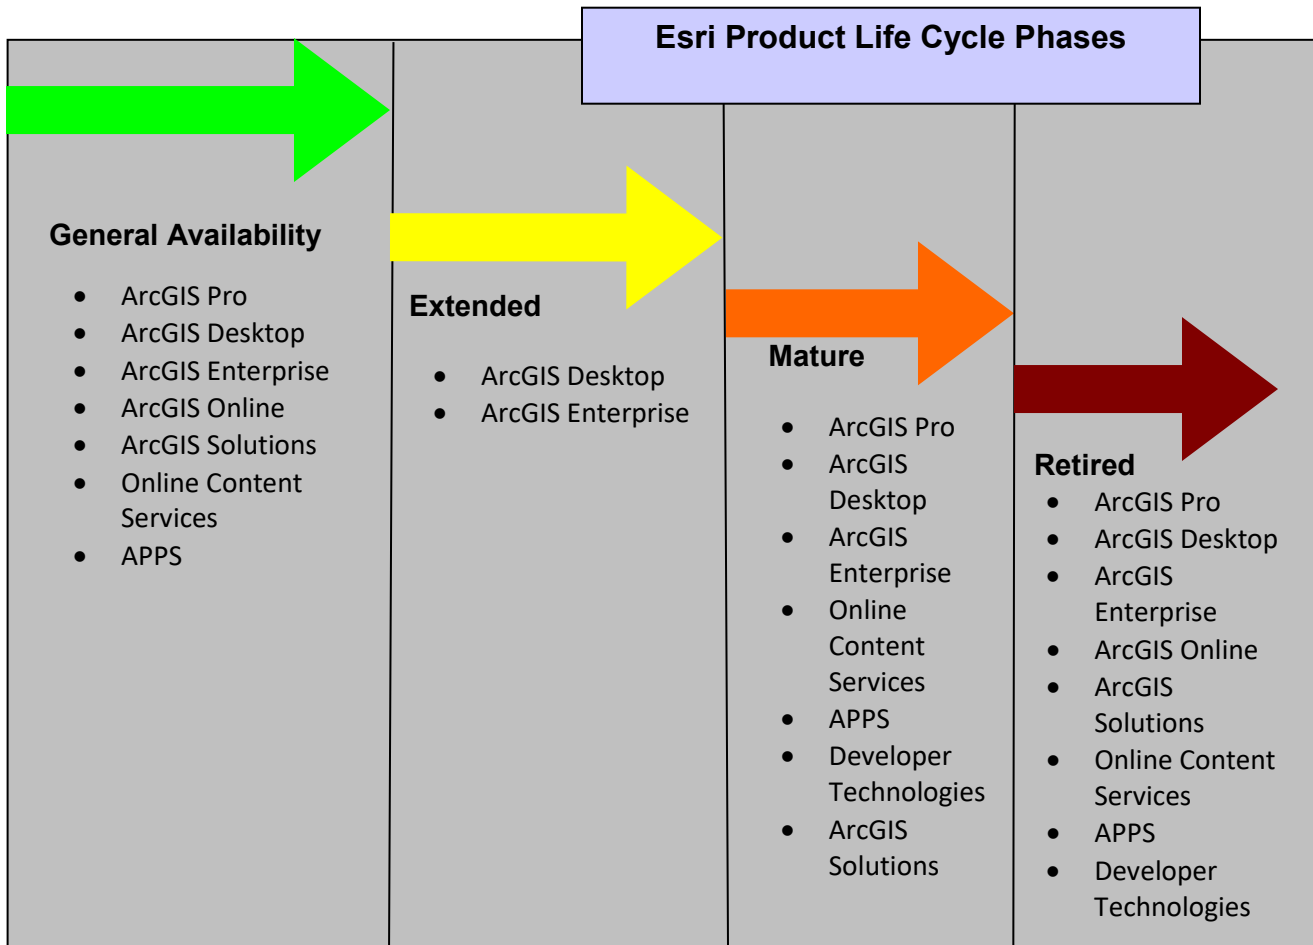 Esri Product Life Cycle Phases
General Availability
• ArcGIS Pro
• ArcGIS Desktop
• ArcGIS Enterprise
• ArcGIS Online
• ArcGIS Solutions
• Online Content
Services
• APPS
Extended
• ArcGIS Desktop
• ArcGIS Enterprise
Mature
• ArcGIS Pro
• ArcGIS
Desktop
• ArcGIS
Enterprise
• Online
Content
Services
• APPS
• Developer
Technologies
• ArcGIS
Solutions
Retired
• ArcGIS Pro
• ArcGIS Desktop
• ArcGIS
Enterprise
• ArcGIS Online
• ArcGIS
Solutions
• Online Content
Services
• APPS
• Developer
Technologies